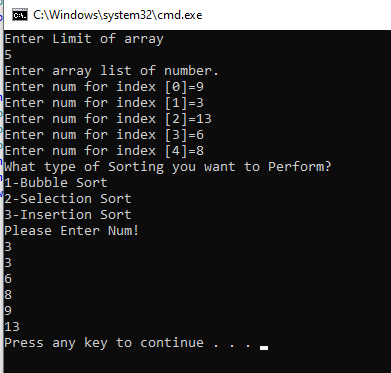 C:\Windows\system32\cmd.exe
Enter Limit of array
5
Enter array list of number.
Enter num for index [0]=9
Enter num for index [1]=3
Enter num for index [2]=13
Enter num for index [3]=6
Enter num for index [4]=8
What type of Sorting you want to Perform?
1-Bubble Sort
2-Selection Sort
3-Insertion Sort
Please Enter Num!
3
3
6
8
9
13
Press any key to continue . . .